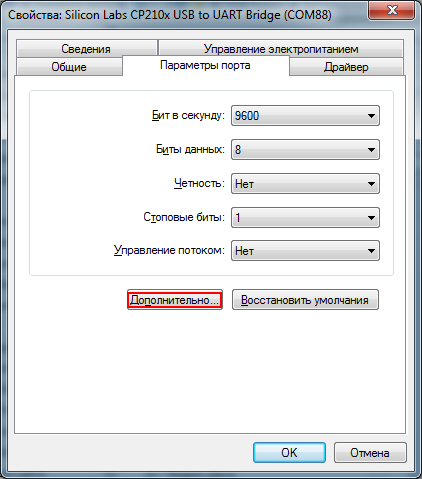 Свойства: Silicon Labs CP210x USB to UART Bridge (COM88)
Сведения
Управление электропитанием
Общие
Параметры порта
Драйвер
Бит в секунду: 9600
Биты данных: 8
Четность: Нет
Стоповые биты: 1
Управление потоком: Нет
Дополнительно... Восстановить умолчания
OK Отмена